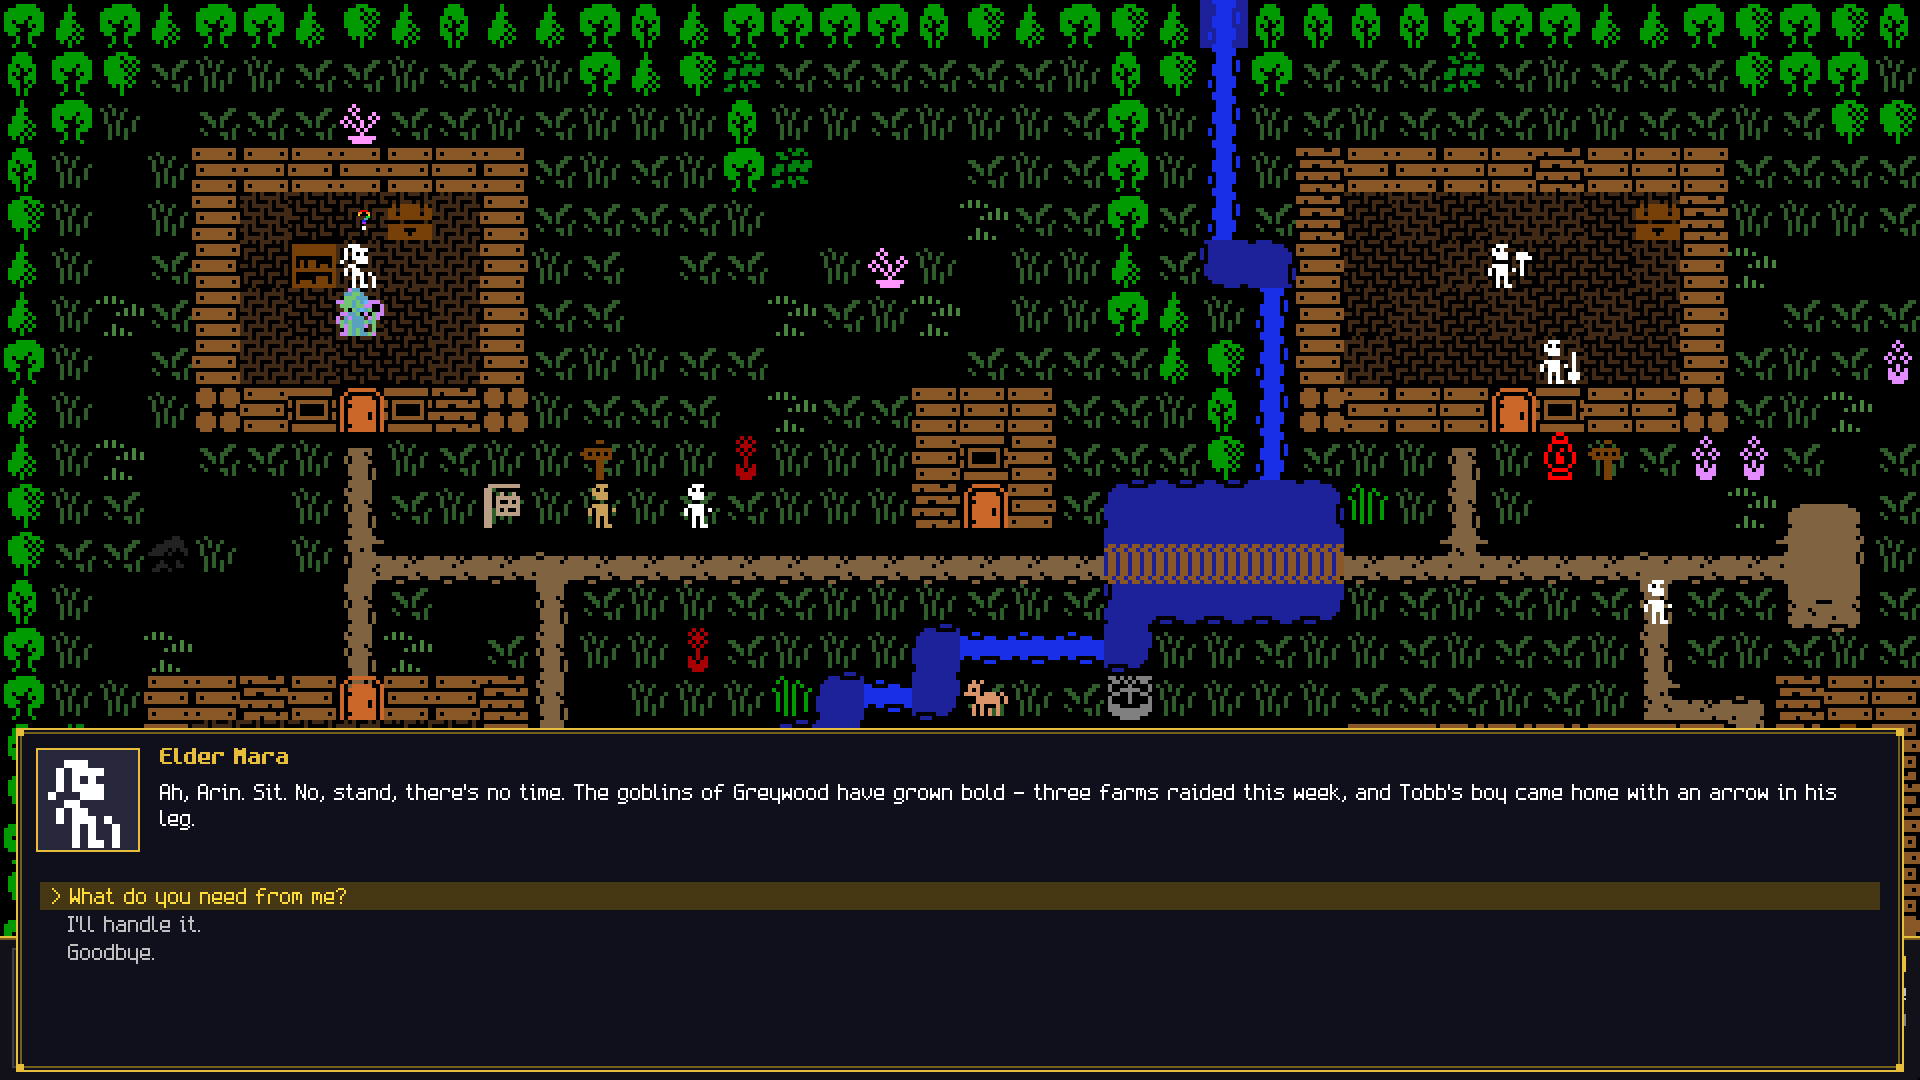 Elder Mara
Ah, Arin. Sit. No, stand, there's no time. The goblins of Greywood have grown bold – three farms raided this week, and Tobb's boy came home with an arrow in his
leg.
> What do you need from me?
I'll handle it.
Goodbye.